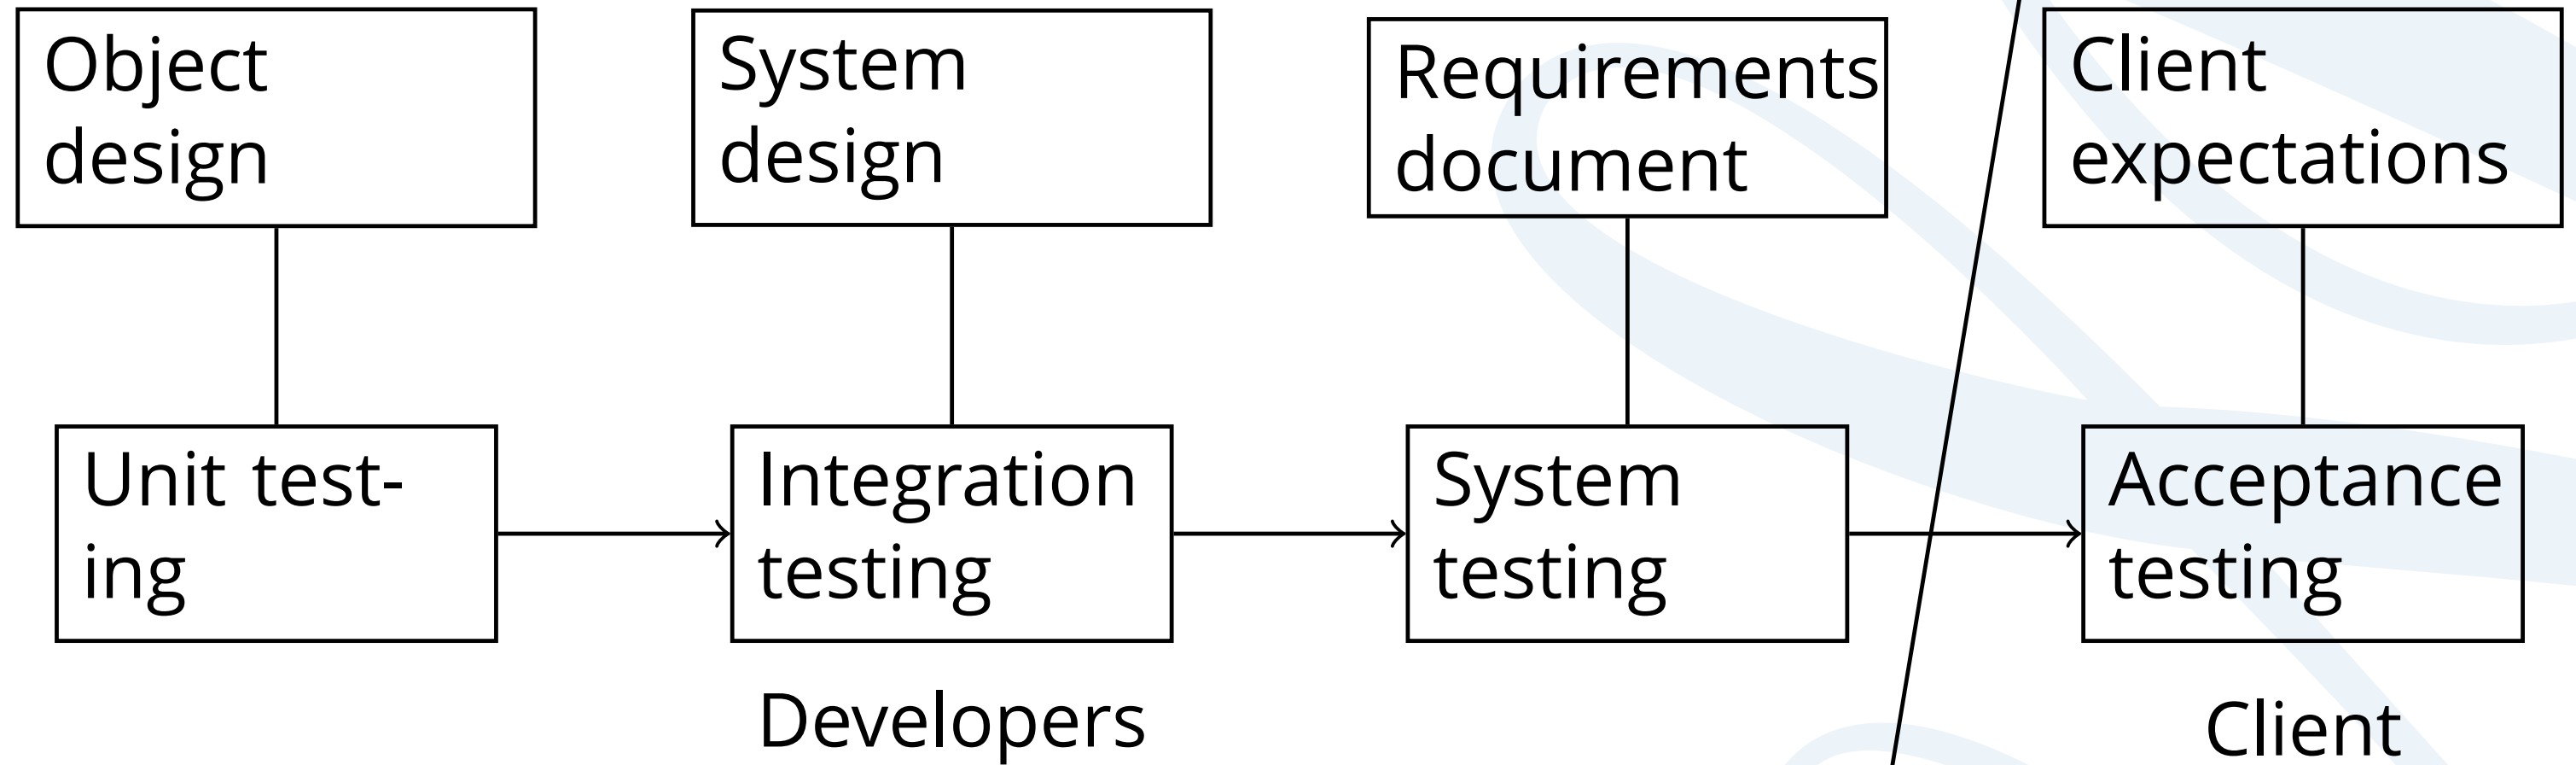 Object
design
System
design
Requirements
document
Client
expectations
Unit test-
ing
Integration
testing
System
testing
Acceptance
testing
Developers
Client